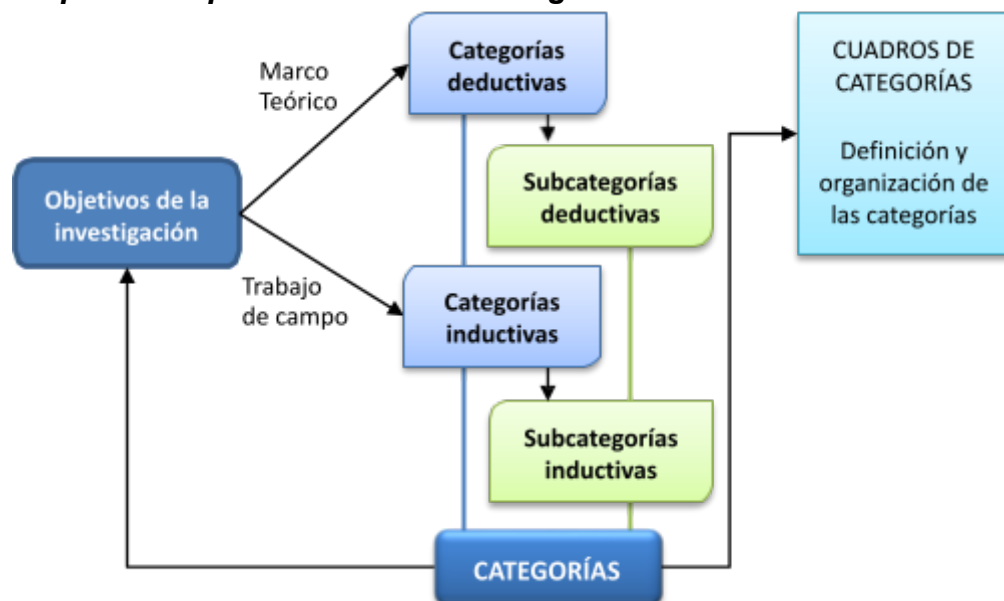 Marco
Teórico
Categorías
deductivas
CUADROS DE
CATEGORÍAS
Definición y
organización de
las categorías
Subcategorías
deductivas
Objetivos de la
investigación
Trabajo
de campo
Categorías
inductivas
Subcategorías
inductivas
CATEGORÍAS